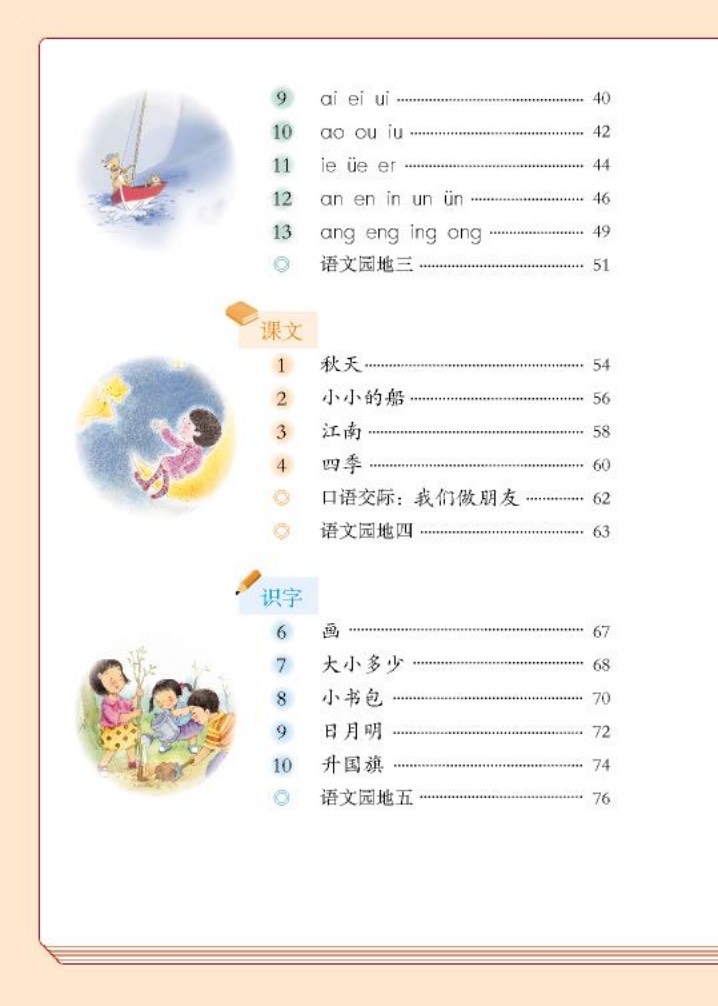 9 ai ei ui 40
10 ao ou iu 42
11 ie üe er 44
12 an en in un ün 46
13 ang eng ing ong 49
◎ 语文园地三 51
课文
1 秋天 54
2 小小的船 56
3 江南 58
4 四季 60
◎ 口语交际：我们做朋友 62
◎ 语文园地四 63
识字
6 画 67
7 大小多少 68
8 小书包 70
9 日月明 72
10 升国旗 74
◎ 语文园地五 76